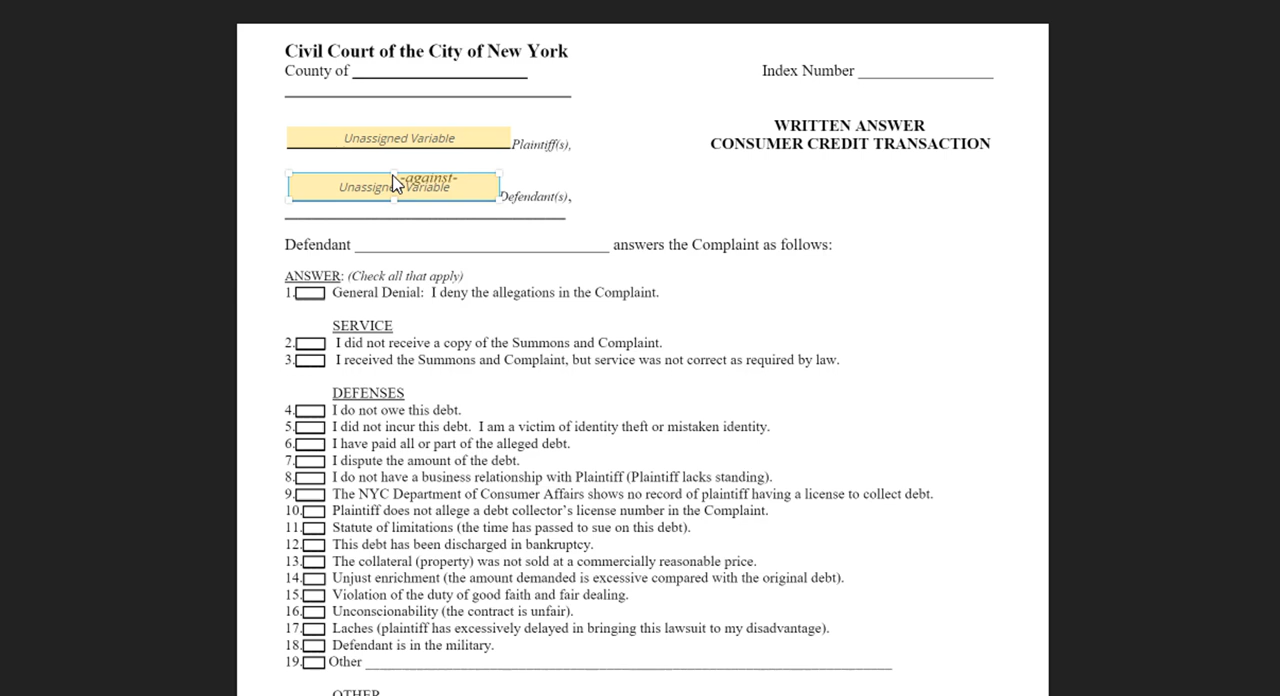 Civil Court of the City of New York
County of ______________________ Index Number _________________
____________________________________
WRITTEN ANSWER
Unassigned Variable Plaintiff(s),
CONSUMER CREDIT TRANSACTION
-against-
Unassigned Variable Defendant(s),
____________________________________
Defendant ________________________________ answers the Complaint as follows:
ANSWER: (Check all that apply)
1. General Denial: I deny the allegations in the Complaint.
SERVICE
2. I did not receive a copy of the Summons and Complaint.
3. I received the Summons and Complaint, but service was not correct as required by law.
DEFENSES
4. I do not owe this debt.
5. I did not incur this debt. I am a victim of identity theft or mistaken identity.
6. I have paid all or part of the alleged debt.
7. I dispute the amount of the debt.
8. I do not have a business relationship with Plaintiff (Plaintiff lacks standing).
9. The NYC Department of Consumer Affairs shows no record of plaintiff having a license to collect debt.
10. Plaintiff does not allege a debt collector’s license number in the Complaint.
11. Statute of limitations (the time has passed to sue on this debt).
12. This debt has been discharged in bankruptcy.
13. The collateral (property) was not sold at a commercially reasonable price.
14. Unjust enrichment (the amount demanded is excessive compared with the original debt).
15. Violation of the duty of good faith and fair dealing.
16. Unconscionability (the contract is unfair).
17. Laches (plaintiff has excessively delayed in bringing this lawsuit to my disadvantage).
18. Defendant is in the military.
19. Other ______________________________________________________________________
OTHER